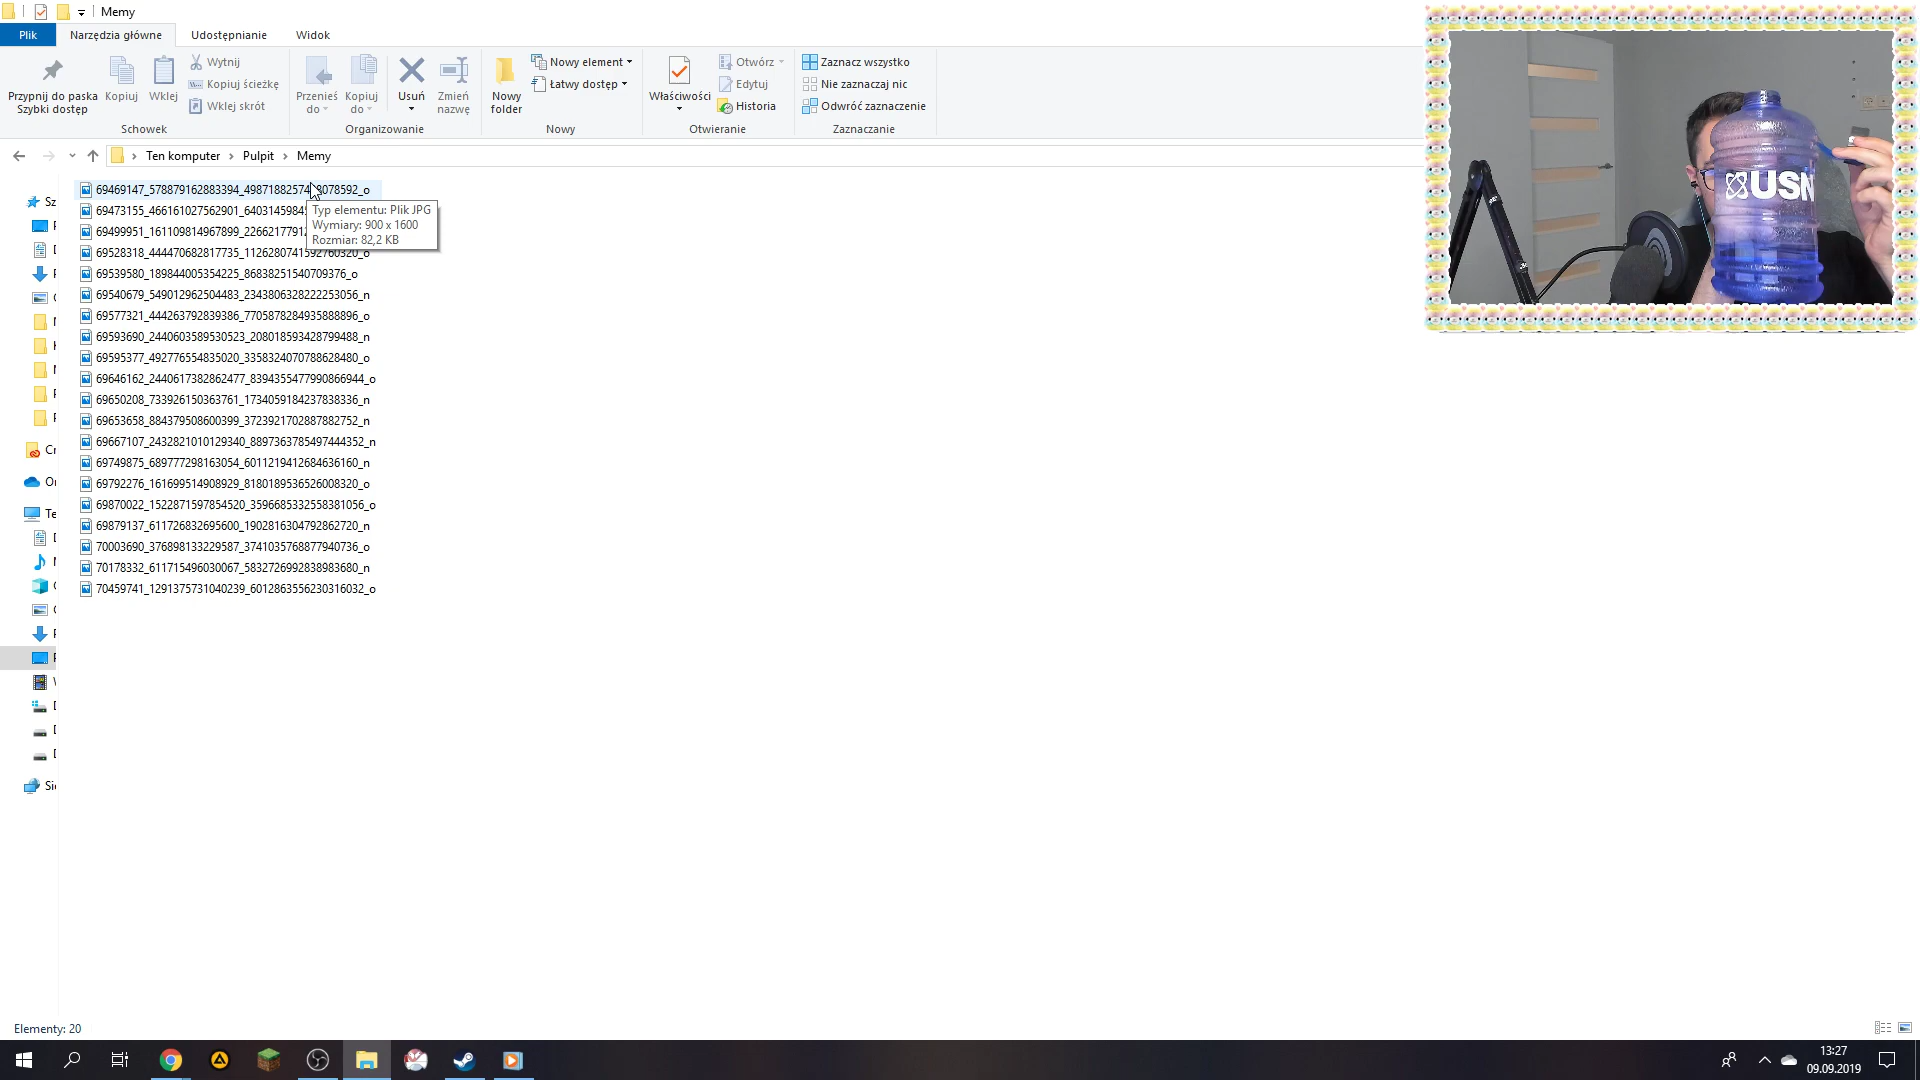 Memy
Plik Narzędzia główne Udostępnianie Widok
Przypnij do paska Szybki dostęp
Kopiuj
Wklej
Wytnij
Kopiuj ścieżkę
Wklej skrót
Schowek
Przenieś do
Kopiuj do
Usuń
Zmień nazwę
Organizowanie
Nowy folder
Nowy element
Łatwy dostęp
Nowy
Właściwości
Otwórz
Edytuj
Historia
Otwieranie
Zaznacz wszystko
Nie zaznaczaj nic
Odwróć zaznaczenie
Zaznaczanie
Ten komputer Pulpit Memy
69473155_466161027562901_
69499951_161109814967899_
69539580_189844005354225_86838251540709376_o
69540679_549012962504483_2343806328222253056_n
69577321_444263792839386_7705878284935888896_o
69593690_2440603589530523_208018593428799488_n
69595377_492776554835020_3358324070788628480_o
69646162_2440617382862477_8394355477990866944_o
69650208_733926150363761_1734059184237838336_n
69653658_884379508600399_3723921702887882752_n
69667107_2432821010129340_8897363785497444352_n
69749875_689777298163054_6011219412684636160_n
69792276_161699514908929_8180189536526008320_o
69870022_1522871597854520_3596685332558381056_o
69879137_611726832695600_1902816304792862720_n
70003690_376898133229587_3741035768877940736_o
70178332_611715496030067_5832726992838983680_n
70459741_1291375731040239_6012863556230316032_o
Typ elementu: Plik JPG
Wymiary: 900 x 1600
Rozmiar: 82,2 KB
USN
Elementy: 20
13:27
09.09.2019